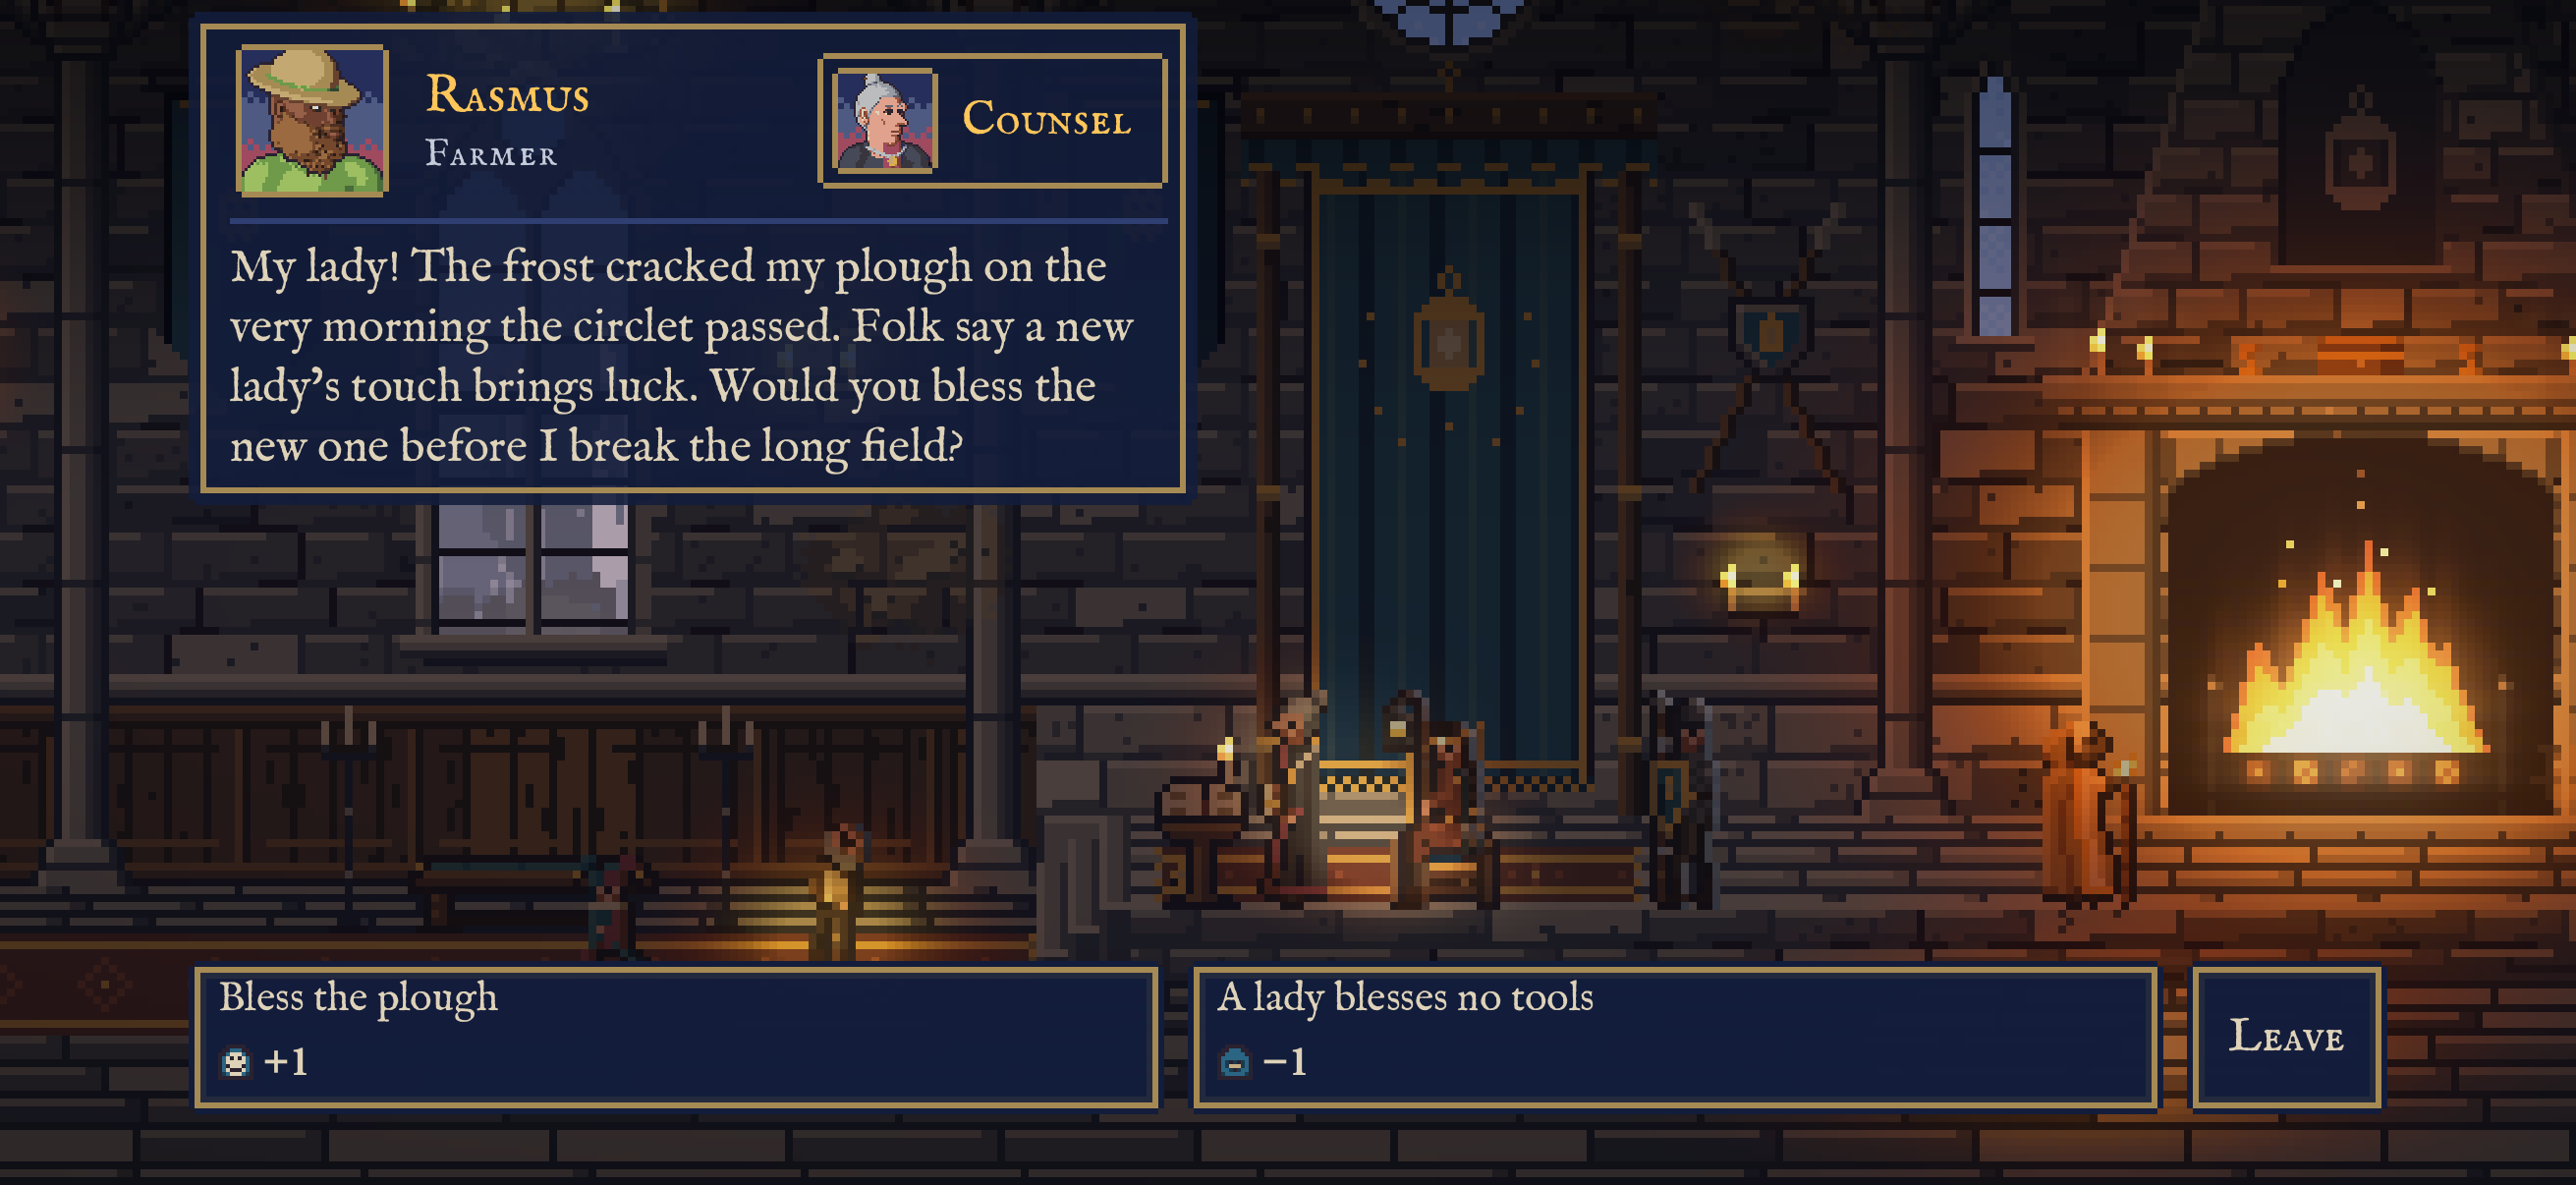 Rasmus
Farmer
Counsel
My lady! The frost cracked my plough on the
very morning the circlet passed. Folk say a new
lady's touch brings luck. Would you bless the
new one before I break the long field?
Bless the plough
+1
A lady blesses no tools
−1
Leave